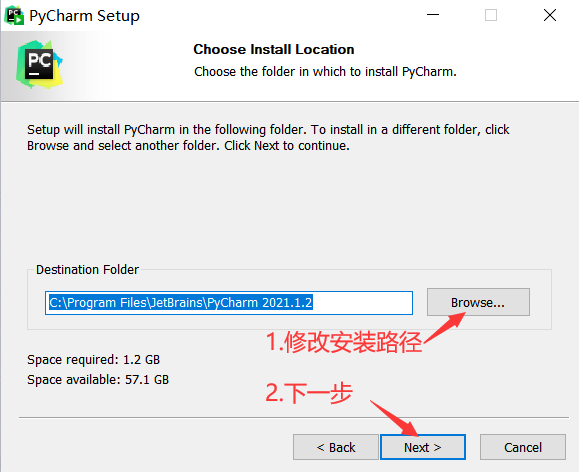 PyCharm Setup
PC
Choose Install Location
Choose the folder in which to install PyCharm.
Setup will install PyCharm in the following folder. To install in a different folder, click
Browse and select another folder. Click Next to continue.
Destination Folder
C:\Program Files\JetBrains\PyCharm 2021.1.2
Browse...
1.修改安装路径
Space required: 1.2 GB
Space available: 57.1 GB
2.下一步
< Back
Next >
Cancel